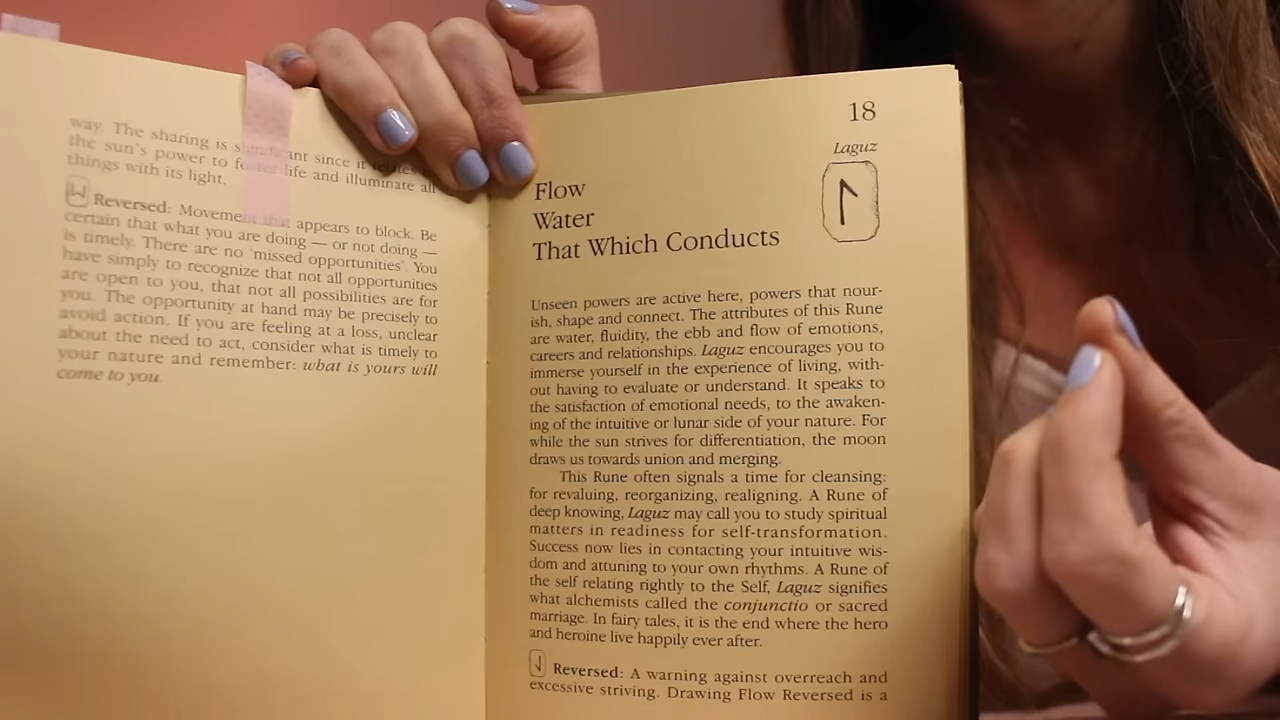 way. The sharing is significant since it relates
the sun's power to foster life and illuminate all
things with its light.
Reversed: Movement that appears to block. Be
certain that what you are doing — or not doing —
is timely. There are no 'missed opportunities'. You
have simply to recognize that not all opportunities
are open to you, that not all possibilities are for
you. The opportunity at hand may be precisely to
avoid action. If you are feeling at a loss, unclear
about the need to act, consider what is timely to
your nature and remember: what is yours will
come to you.
18
Laguz
Flow
Water
That Which Conducts
Unseen powers are active here, powers that nour-
ish, shape and connect. The attributes of this Rune
are water, fluidity, the ebb and flow of emotions,
careers and relationships. Laguz encourages you to
immerse yourself in the experience of living, with-
out having to evaluate or understand. It speaks to
the satisfaction of emotional needs, to the awaken-
ing of the intuitive or lunar side of your nature. For
while the sun strives for differentiation, the moon
draws us towards union and merging.
This Rune often signals a time for cleansing:
for revaluing, reorganizing, realigning. A Rune of
deep knowing, Laguz may call you to study spiritual
matters in readiness for self-transformation.
Success now lies in contacting your intuitive wis-
dom and attuning to your own rhythms. A Rune of
the self relating rightly to the Self, Laguz signifies
what alchemists called the conjunctio or sacred
marriage. In fairy tales, it is the end where the hero
and heroine live happily ever after.
Reversed: A warning against overreach and
excessive striving. Drawing Flow Reversed is a